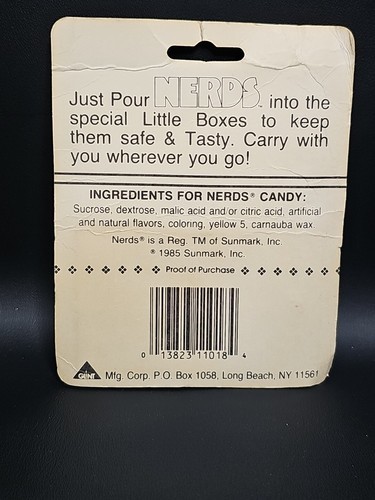 Just Pour NERDS™ into the
special Little Boxes to keep
them safe & Tasty. Carry with
you wherever you go!
INGREDIENTS FOR NERDS® CANDY:
Sucrose, dextrose, malic acid and/or citric acid, artificial
and natural flavors, coloring, yellow 5, carnauba wax.
Nerds® is a Reg. TM of Sunmark, Inc.
® 1985 Sunmark, Inc.
Proof of Purchase
0 13823 11018 4
GIENT Mfg. Corp. P.O. Box 1058, Long Beach, NY 11561